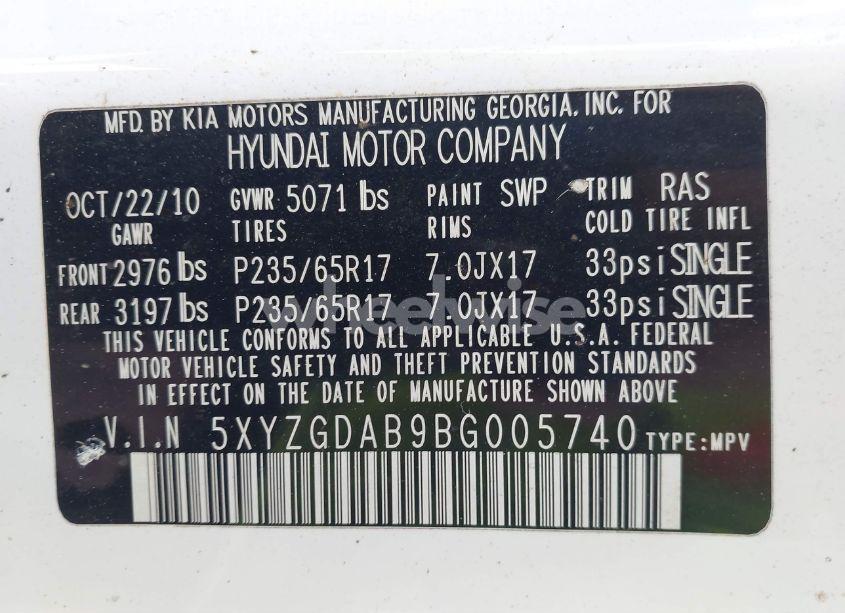 MFD. BY KIA MOTORS MANUFACTURING GEORGIA. INC. FOR
HYUNDAI MOTOR COMPANY
OCT/22/10 GVWR 5071 lbs PAINT SWP TRIM RAS
GAWR TIRES RIMS COLD TIRE INFL
FRONT 2976 lbs P235/65R17 7.0JX17 33psi SINGLE
REAR 3197 lbs P235/65R17 7.0JX17 33psi SINGLE
wheelwise
THIS VEHICLE CONFORMS TO ALL APPLICABLE U.S.A. FEDERAL
MOTOR VEHICLE SAFETY AND THEFT PREVENTION STANDARDS
IN EFFECT ON THE DATE OF MANUFACTURE SHOWN ABOVE
V.I.N 5XYZGDAB9BG005740 TYPE:MPV